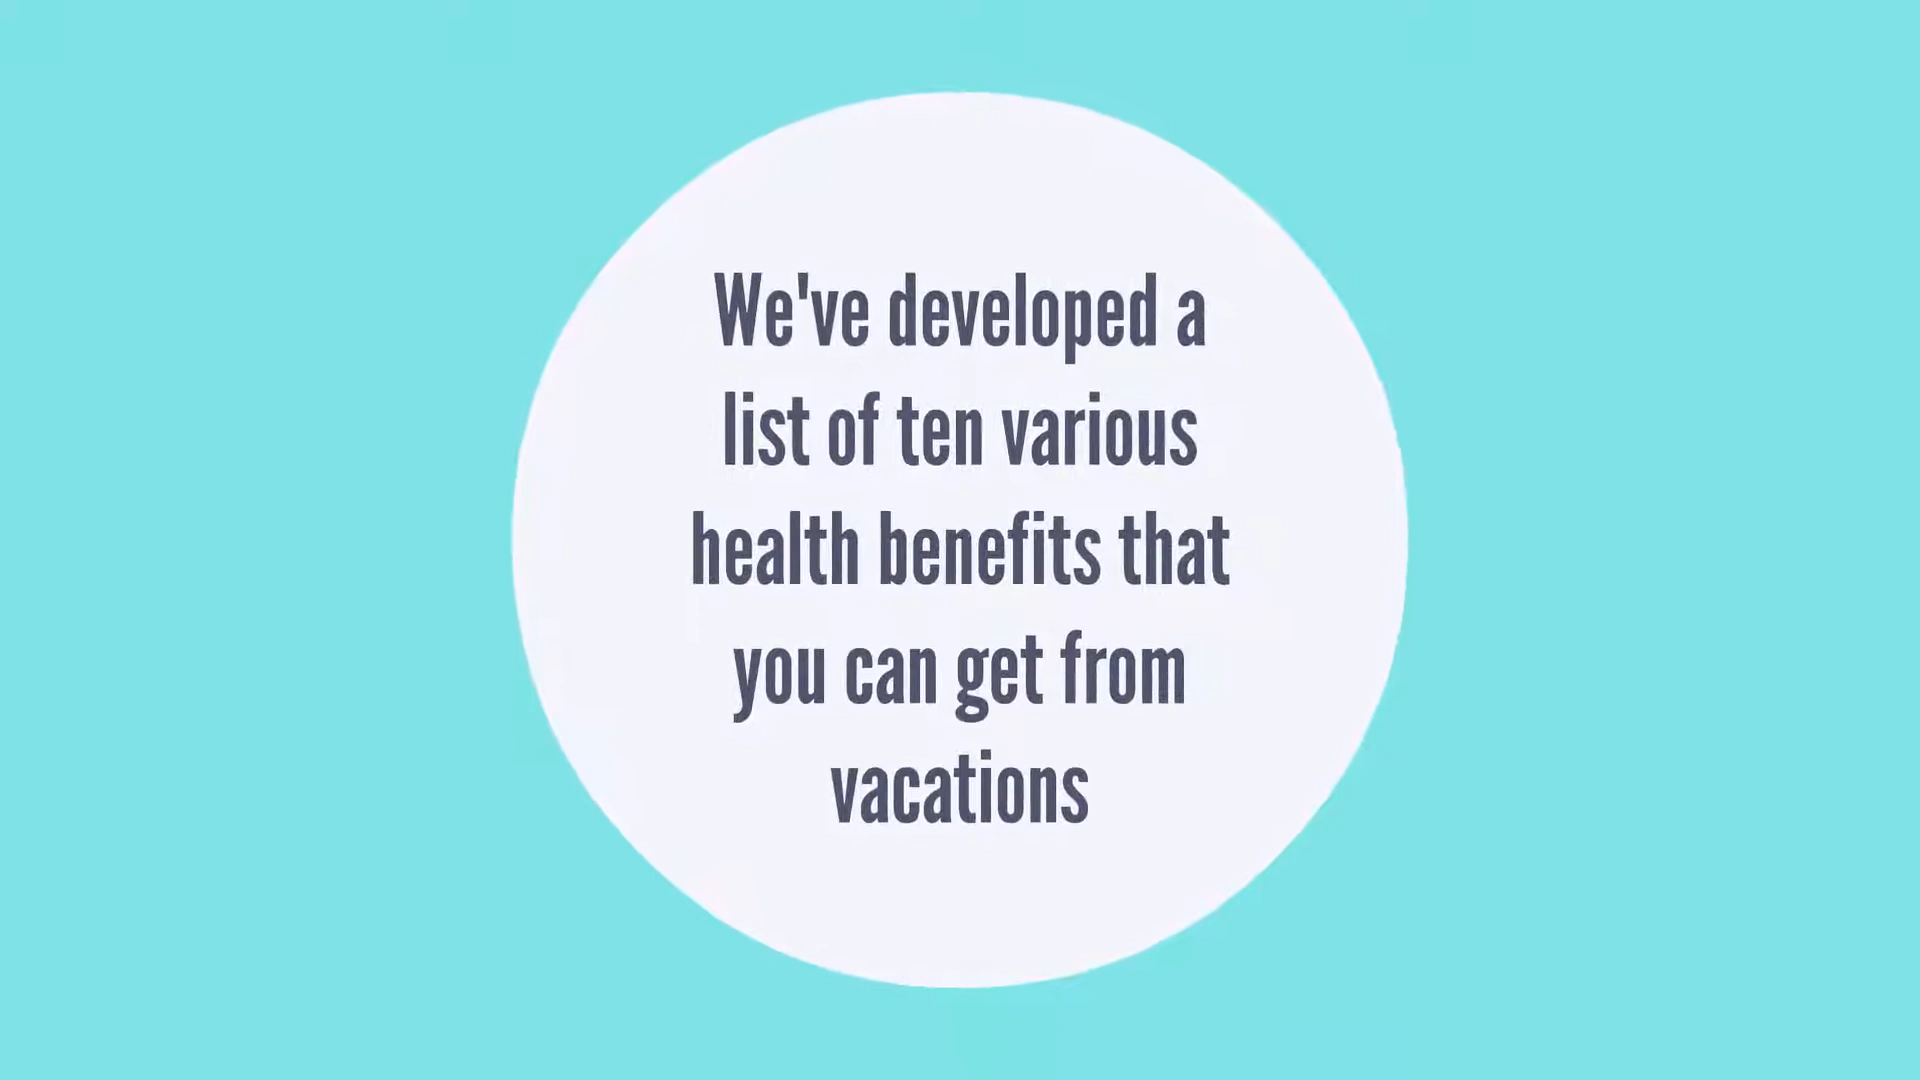 We've developed a
list of ten various
health benefits that
you can get from
vacations